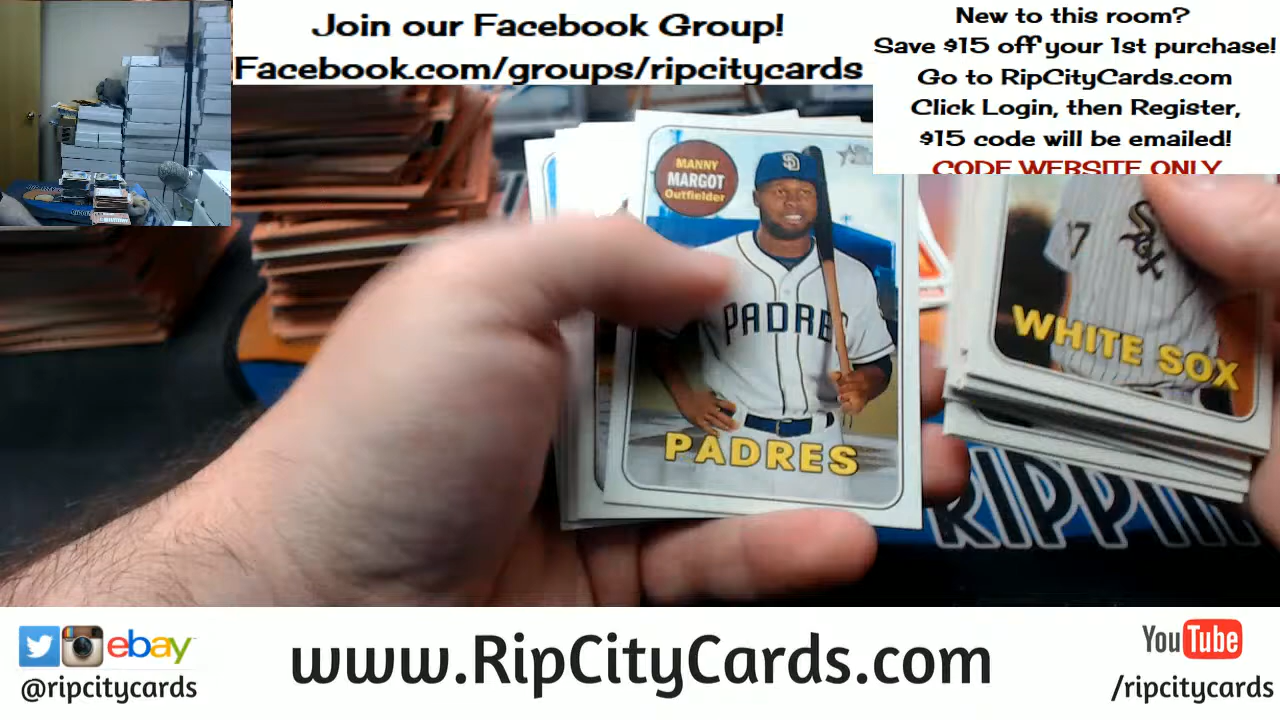 Join our Facebook Group!
Facebook.com/groups/ripcitycards
New to this room?
Save $15 off your 1st purchase!
Go to RipCityCards.com
Click Login, then Register,
$15 code will be emailed!
CODE WEBSITE ONLY
MANNY
MARGOT
Outfielder
PADRES
PADRES
Sox
WHITE SOX
ebay
@ripcitycards
www.RipCityCards.com
YouTube
/ripcitycards